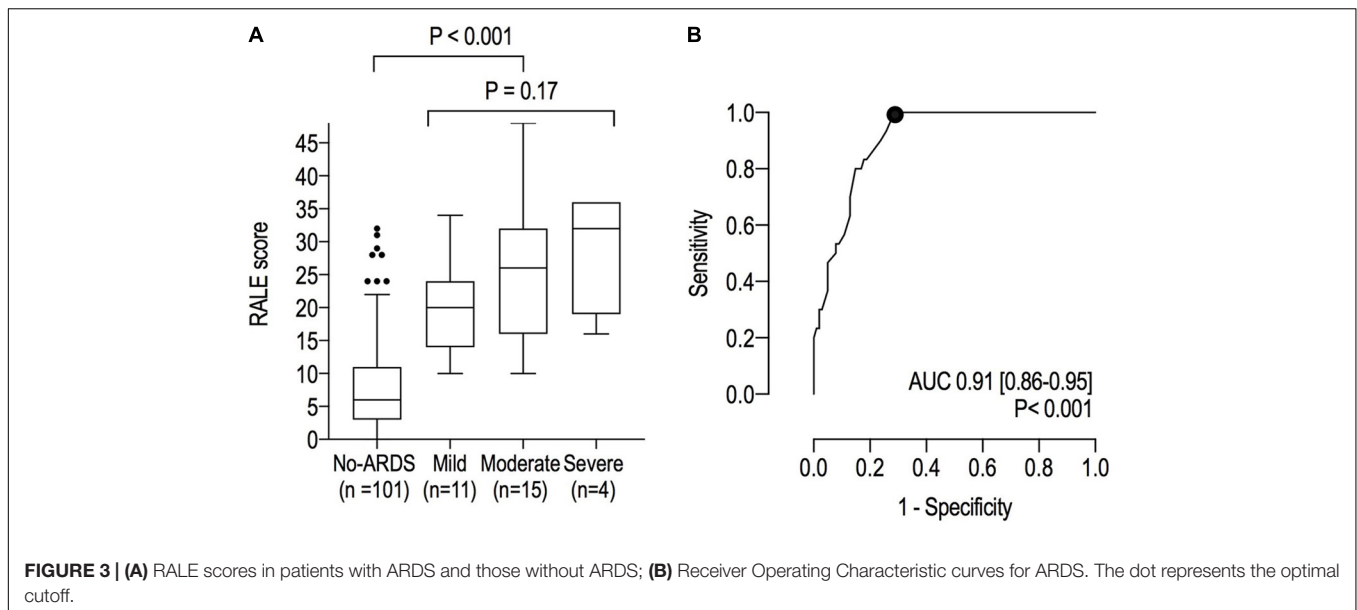 A
P < 0.001
P = 0.17
RALE score
45
40
35
30
25
20
15
10
5
0
No-ARDS Mild Moderate Severe
(n =101) (n=11) (n=15) (n=4)
B
Sensitivity
1.0
0.8
0.6
0.4
0.2
0.0
AUC 0.91 [0.86-0.95]
P< 0.001
0.0 0.2 0.4 0.6 0.8 1.0
1 - Specificity
FIGURE 3 | (A) RALE scores in patients with ARDS and those without ARDS; (B) Receiver Operating Characteristic curves for ARDS. The dot represents the optimal
cutoff.